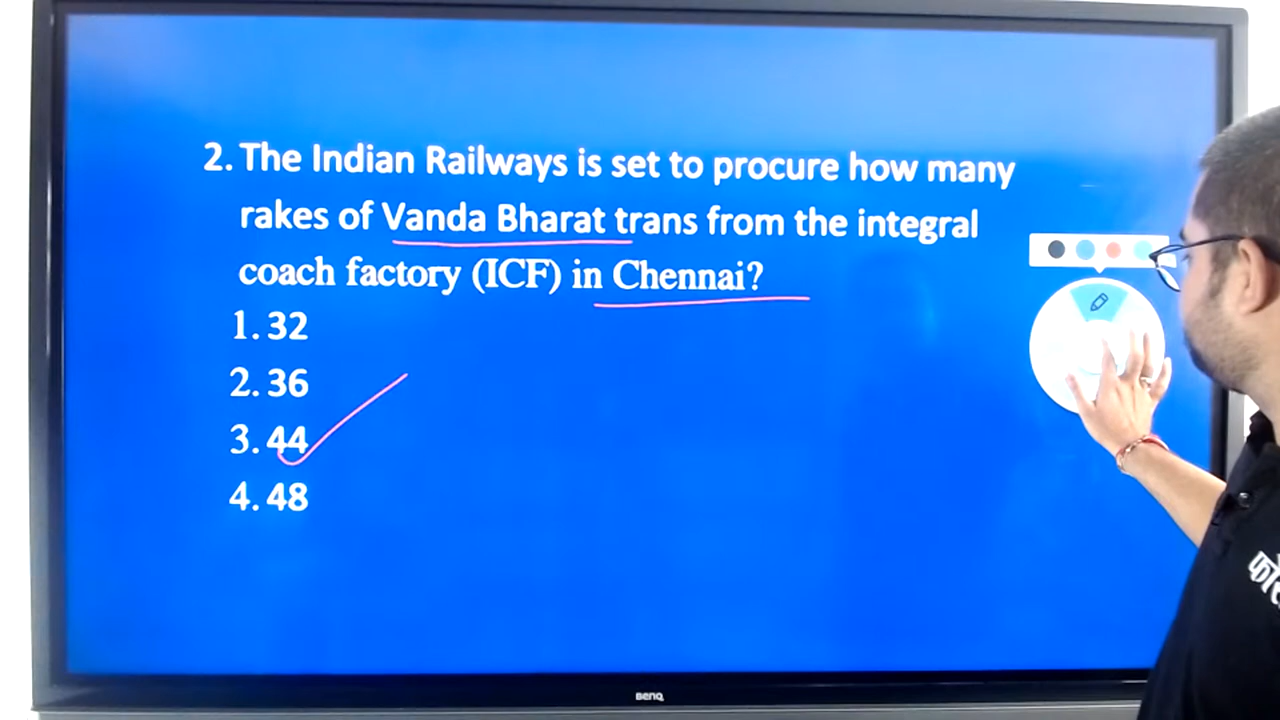 2. The Indian Railways is set to procure how many
rakes of Vanda Bharat trans from the integral
coach factory (ICF) in Chennai?
1. 32
2. 36
3. 44
4. 48
BenQ